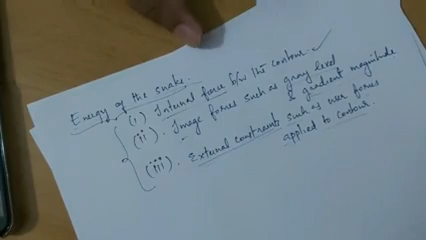 Energy of the snake.
(i) Internal force b/w the contour ✓
(ii). Image forces such as gray level
& gradient magnitude
(iii). External constraints such as user forces
applied to contour.